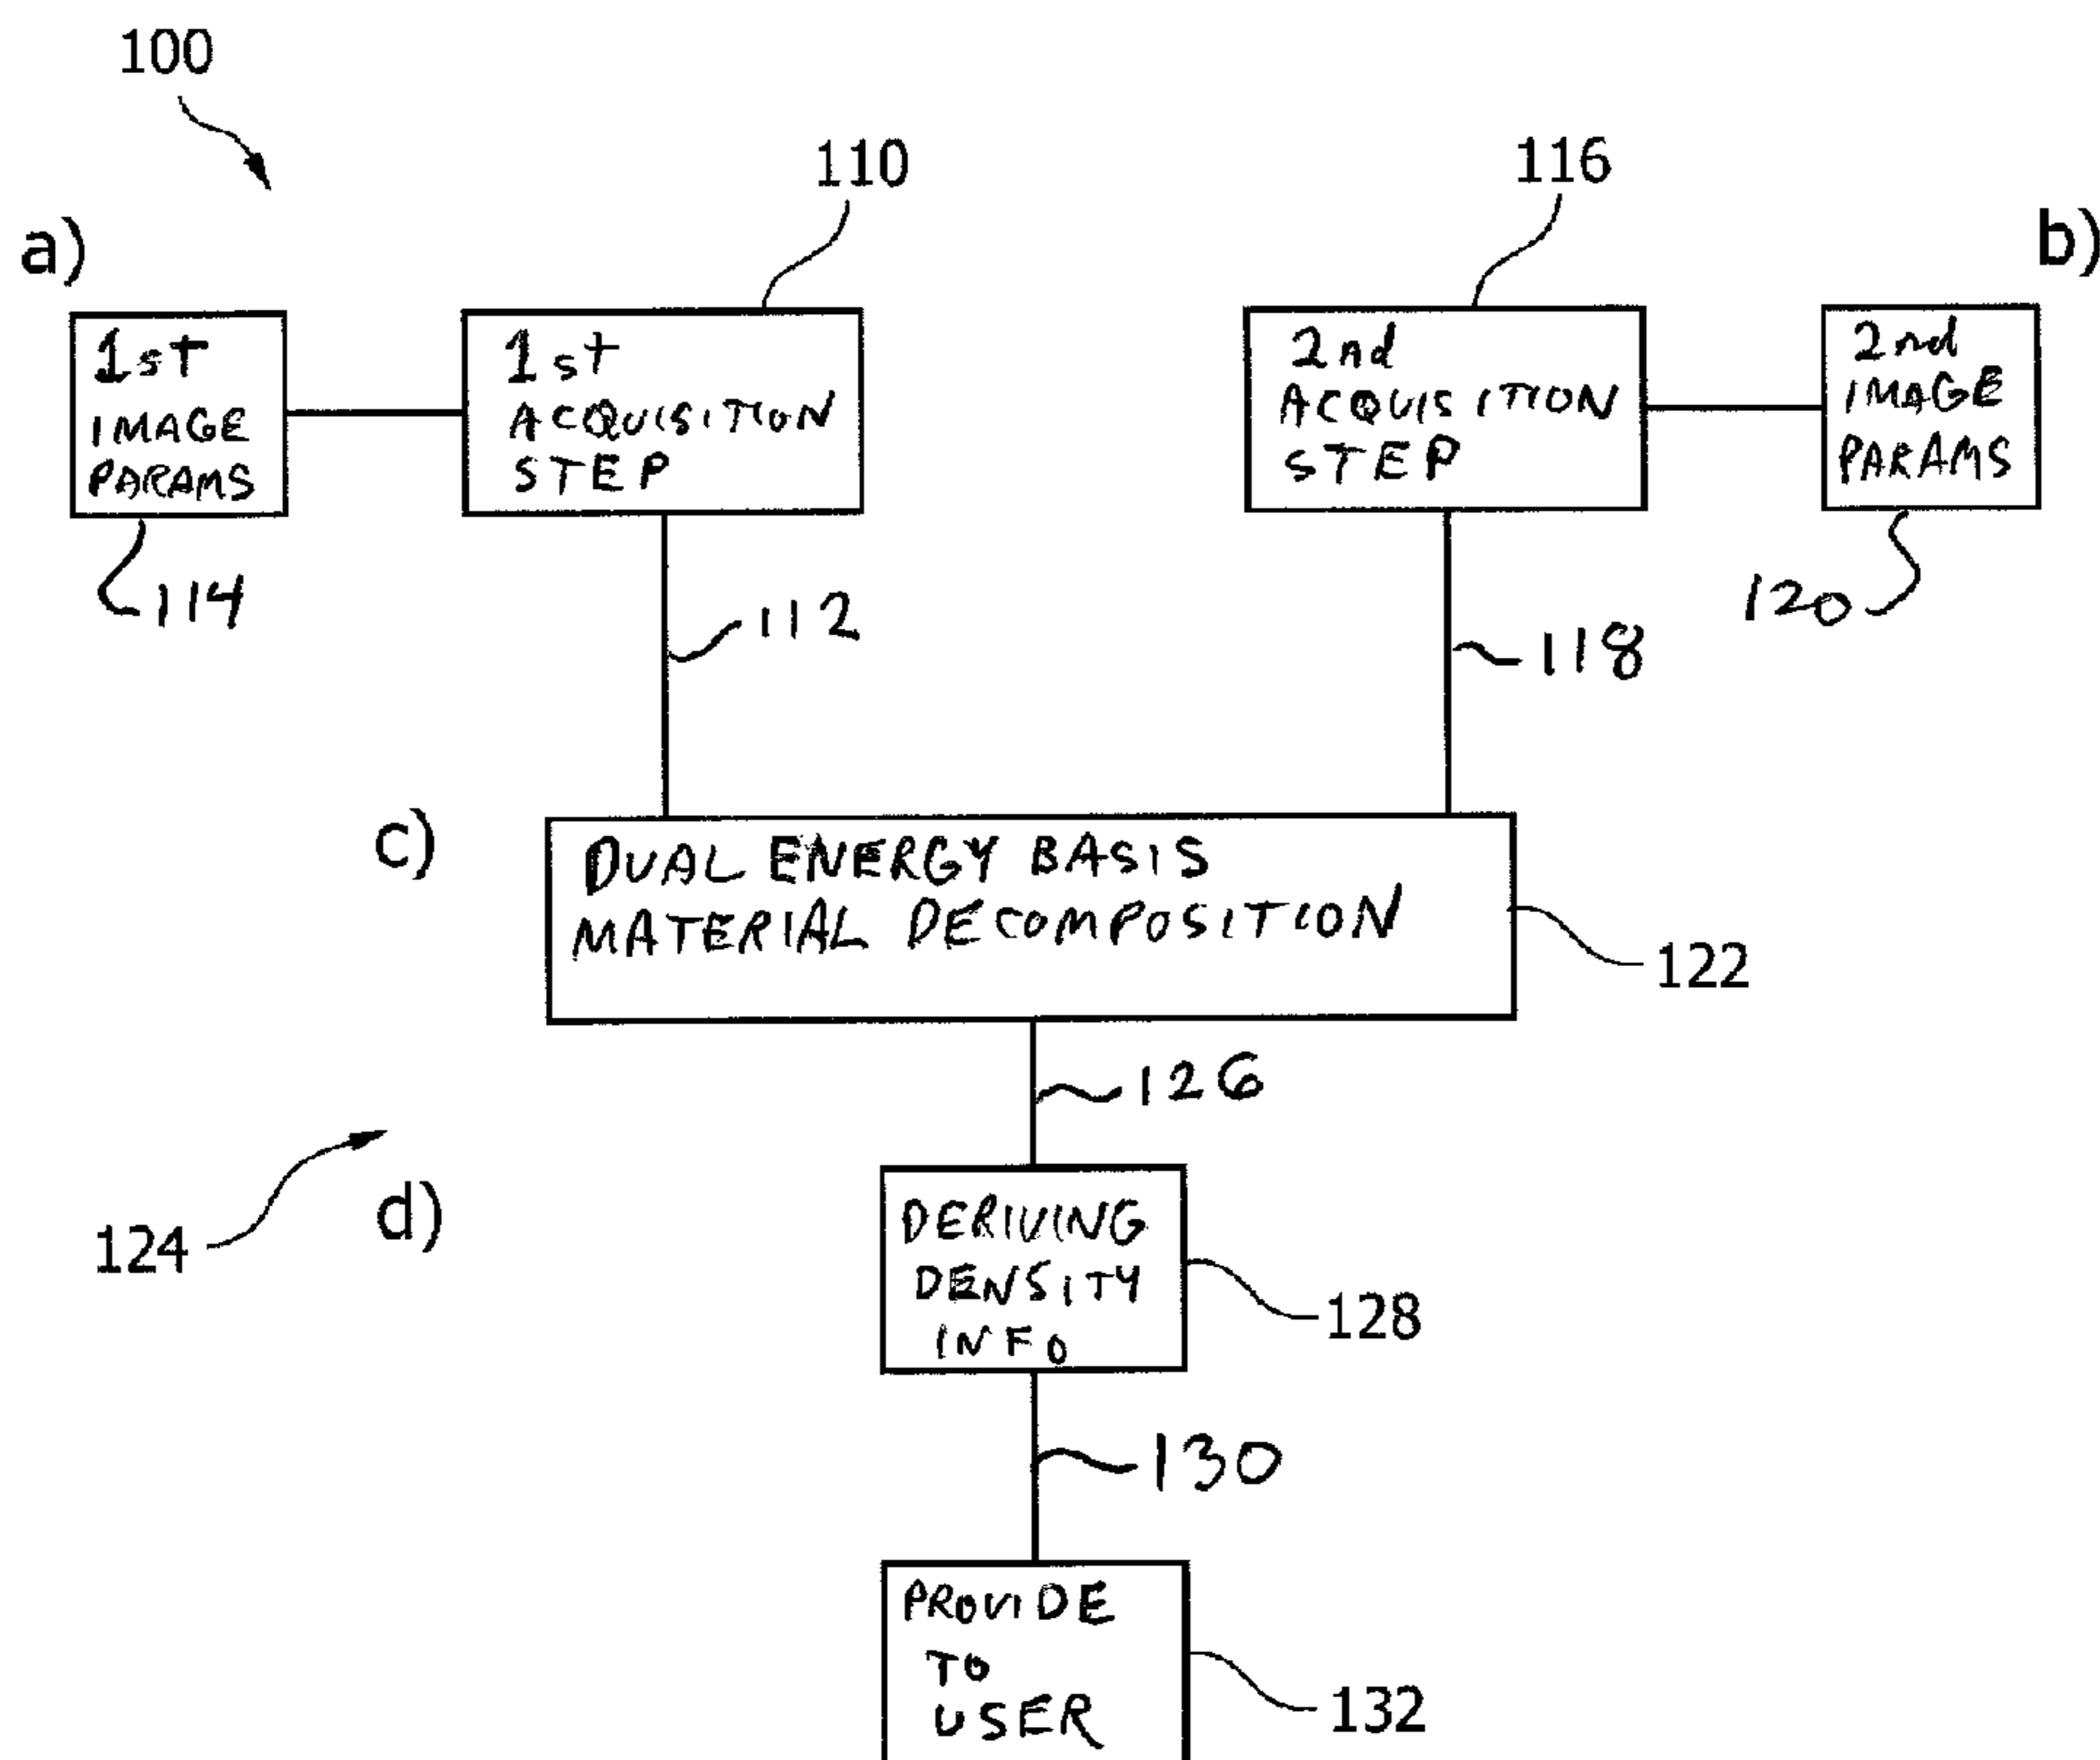 100
110
116
a)
b)
1st
IMAGE
PARAMS
1st
ACQUISITION
STEP
2nd
ACQUISITION
STEP
2nd
IMAGE
PARAMS
114
112
118
120
c)
DUAL ENERGY BASIS
MATERIAL DECOMPOSITION
122
126
124
d)
DERIVING
DENSITY
INFO
128
130
PROVIDE
TO
USER
132